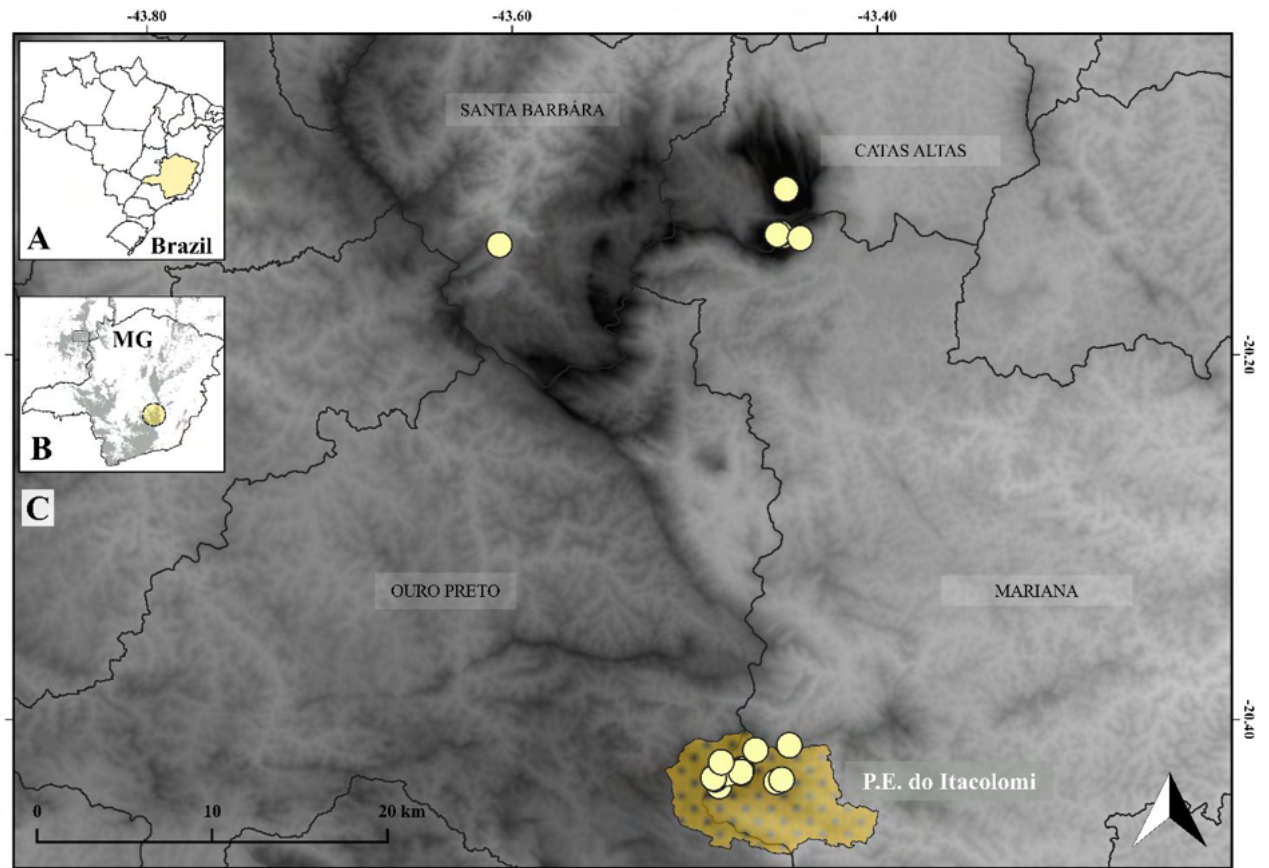 -43.80
-43.60
-43.40
SANTA BARBÁRA
CATAS ALTAS
A
Brazil
MG
B
C
-20.20
OURO PRETO
MARIANA
-20.40
P.E. do Itacolomi
0
10
20 km